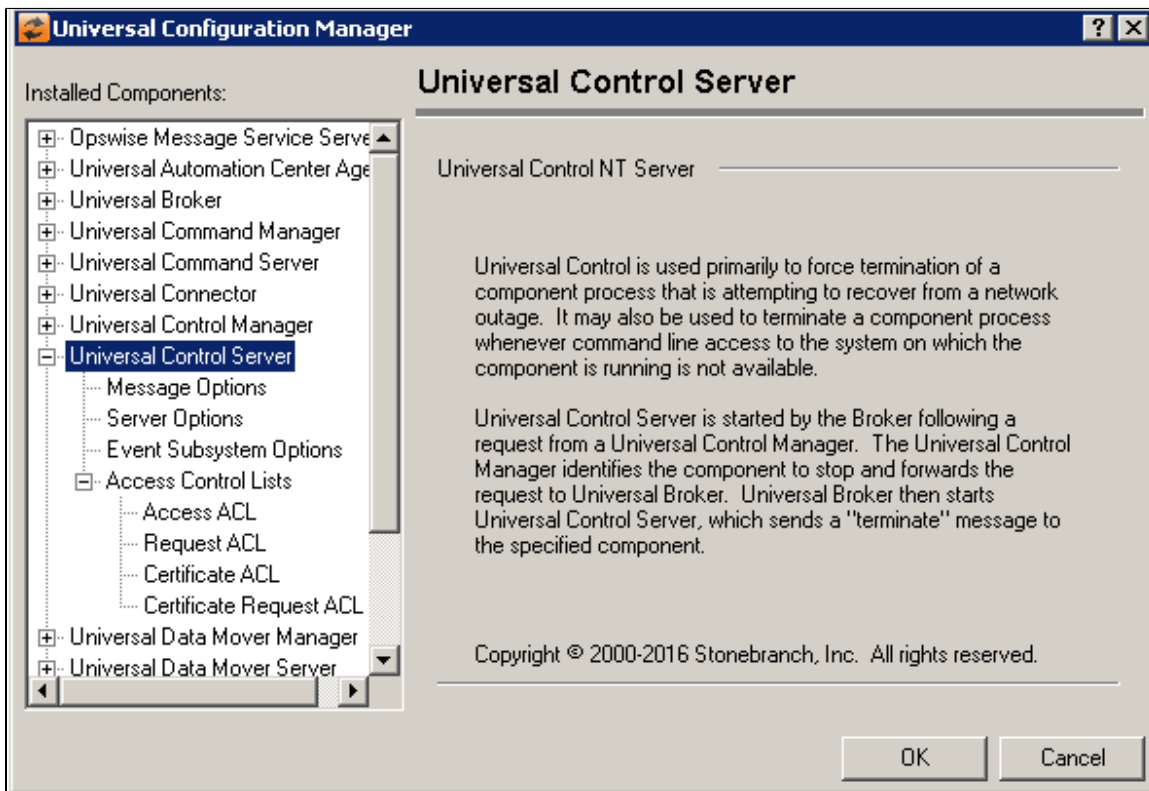 Universal Configuration Manager
Installed Components:
Opswise Message Service Serve
Universal Automation Center Age
Universal Broker
Universal Command Manager
Universal Command Server
Universal Connector
Universal Control Manager
Universal Control Server
Message Options
Server Options
Event Subsystem Options
Access Control Lists
Access ACL
Request ACL
Certificate ACL
Certificate Request ACL
Universal Data Mover Manager
Universal Data Mover Server
Universal Control Server
Universal Control NT Server
Universal Control is used primarily to force termination of a
component process that is attempting to recover from a network
outage. It may also be used to terminate a component process
whenever command line access to the system on which the
component is running is not available.
Universal Control Server is started by the Broker following a
request from a Universal Control Manager. The Universal Control
Manager identifies the component to stop and forwards the
request to Universal Broker. Universal Broker then starts
Universal Control Server, which sends a "terminate" message to
the specified component.
Copyright © 2000-2016 Stonebranch, Inc. All rights reserved.
OK
Cancel